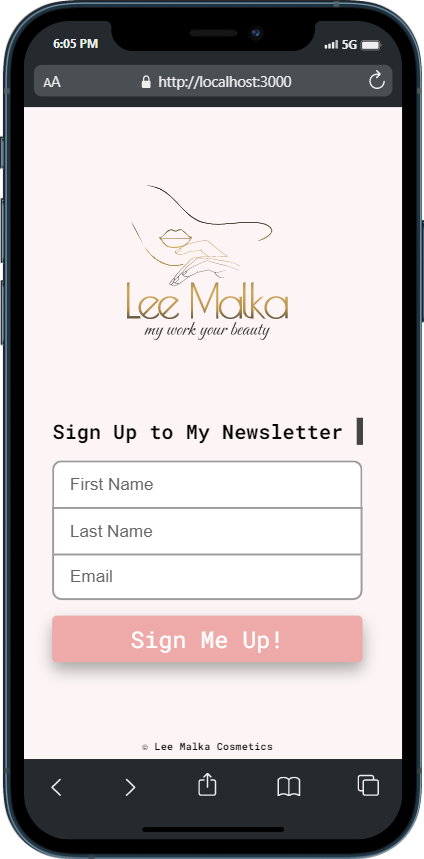 6:05 PM 5G
AA http://localhost:3000
Lee Malka
my work your beauty
Sign Up to My Newsletter
First Name
Last Name
Email
Sign Me Up!
© Lee Malka Cosmetics